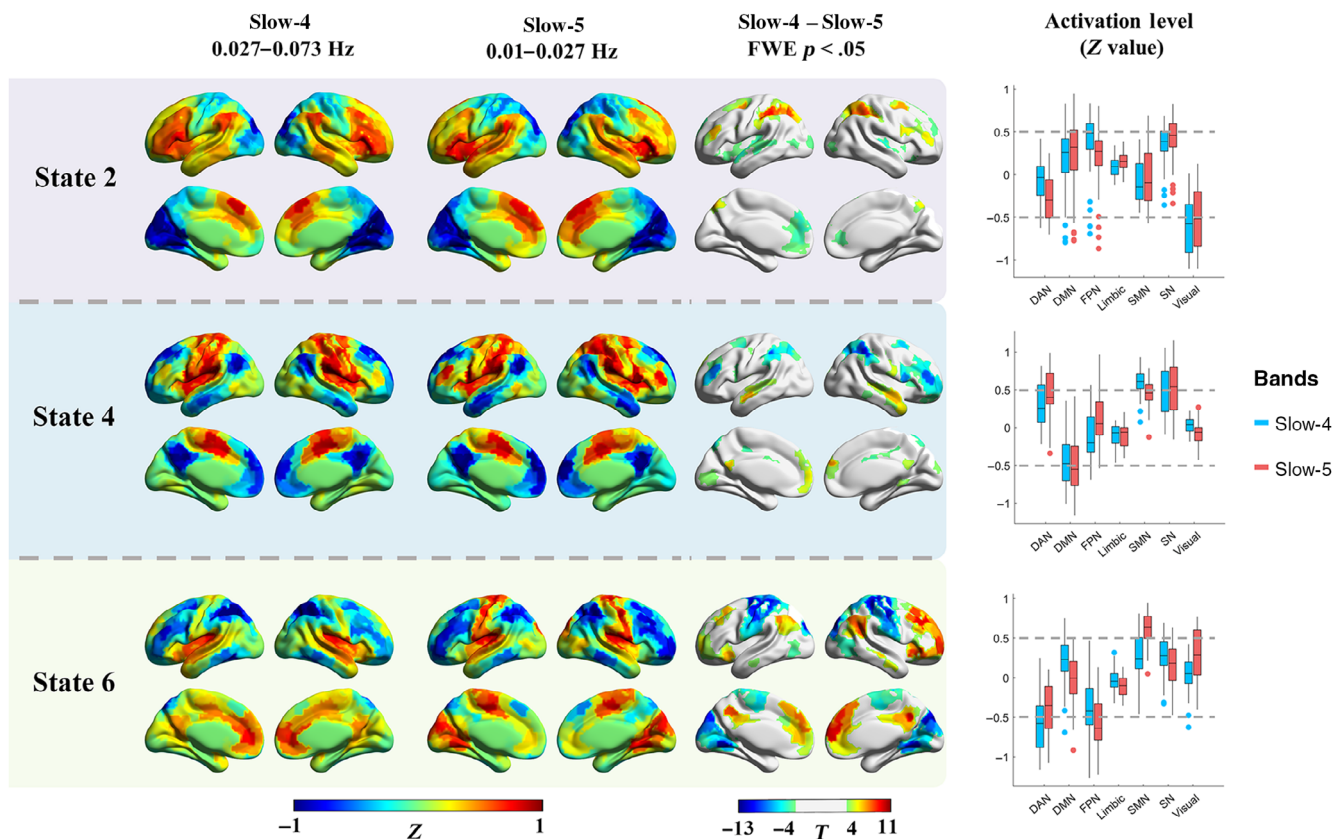 Slow-4
0.027–0.073 Hz
Slow-5
0.01–0.027 Hz
Slow-4 – Slow-5
FWE p < .05
Activation level
(Z value)
State 2
1
0.5
0
−0.5
−1
DAN
DMN
FPN
Limbic
SMN
SN
Visual
State 4
1
0.5
0
−0.5
−1
DAN
DMN
FPN
Limbic
SMN
SN
Visual
Bands
Slow-4
Slow-5
State 6
1
0.5
0
−0.5
−1
DAN
DMN
FPN
Limbic
SMN
SN
Visual
−1 Z 1
−13 −4 T 4 11